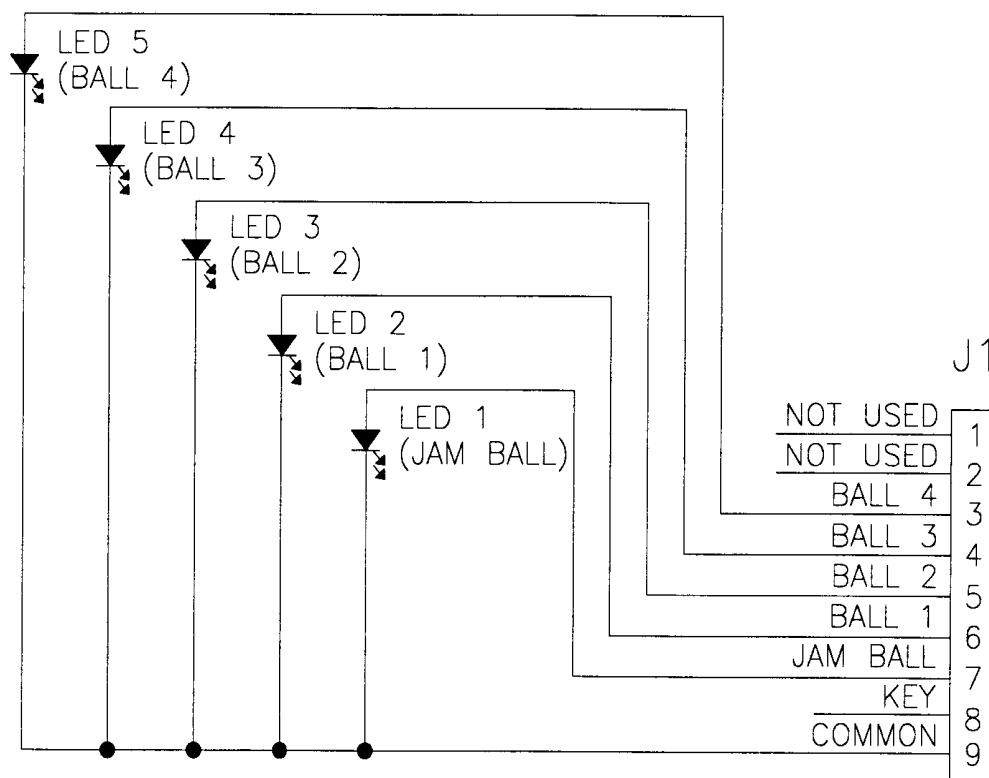 LED 5
(BALL 4)
LED 4
(BALL 3)
LED 3
(BALL 2)
LED 2
(BALL 1)
LED 1
(JAM BALL)
J1
NOT USED 1
NOT USED 2
BALL 4 3
BALL 3 4
BALL 2 5
BALL 1 6
JAM BALL 7
KEY 8
COMMON 9